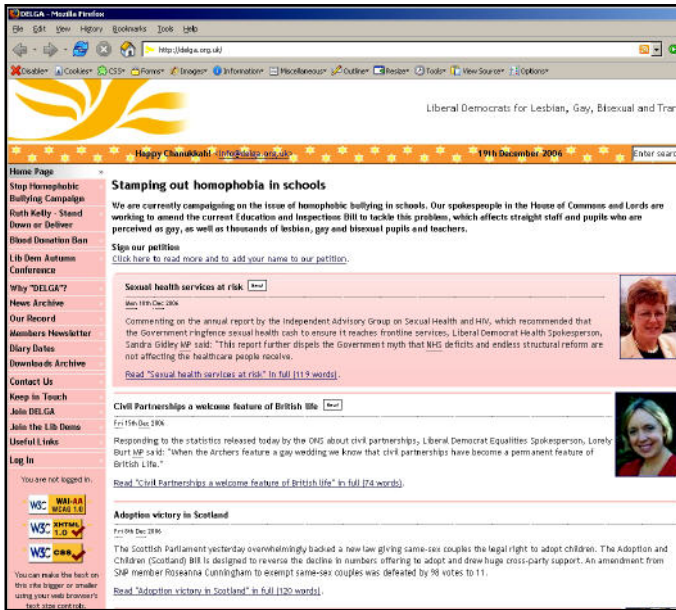 DELGA - Mozilla Firefox
File Edit View History Bookmarks Tools Help
http://delga.org.uk/
Disable Cookies CSS Forms Images Information Miscellaneous Outline Resize Tools View Source Options
Liberal Democrats for Lesbian, Gay, Bisexual and Tran
Happy Chanukkah! <info@delga.org.uk> 19th December 2006 Enter searc
Home Page
Stop Homophobic
Bullying Campaign
Ruth Kelly - Stand
Down or Deliver
Blood Donation Ban
Lib Dem Autumn
Conference
Why "DELGA"?
News Archive
Our Record
Members Newsletter
Diary Dates
Downloads Archive
Contact Us
Keep in Touch
Join DELGA
Join the Lib Dems
Useful Links
Log In
You are not logged in.
W3C WAI-AA
WCAG 1.0
W3C XHTML
1.0
W3C css
You can make the text on
this site bigger or smaller
using your web browser's
text size controls.
Stamping out homophobia in schools
We are currently campaigning on the issue of homophobic bullying in schools. Our spokespeople in the House of Commons and Lords are
working to amend the current Education and Inspections Bill to tackle this problem, which affects straight staff and pupils who are
perceived as gay, as well as thousands of lesbian, gay and bisexual pupils and teachers.
Sign our petition
Click here to read more and to add your name to our petition.
Sexual health services at risk New!
Mon 18th Dec 2006
Commenting on the annual report by the Independent Advisory Group on Sexual Health and HIV, which recommended that
the Government ringfence sexual health cash to ensure it reaches frontline services, Liberal Democrat Health Spokesperson,
Sandra Gidley MP said: "This report further dispels the Government myth that NHS deficits and endless structural reform are
not affecting the healthcare people receive.
Read "Sexual health services at risk" in full (119 words).
Civil Partnerships a welcome feature of British life New!
Fri 15th Dec 2006
Responding to the statistics released today by the ONS about civil partnerships, Liberal Democrat Equalities Spokesperson, Lorely
Burt MP said: "When the Archers feature a gay wedding we know that civil partnerships have become a permanent feature of
British Life."
Read "Civil Partnerships a welcome feature of British life" in full (74 words).
Adoption victory in Scotland
Fri 8th Dec 2006
The Scottish Parliament yesterday overwhelmingly backed a new law giving same-sex couples the legal right to adopt children. The Adoption and
Children (Scotland) Bill is designed to reverse the decline in numbers offering to adopt and drew huge cross-party support. An amendment from
SNP member Roseanna Cunningham to exempt same-sex couples was defeated by 98 votes to 11.
Read "Adoption victory in Scotland" in full (120 words).